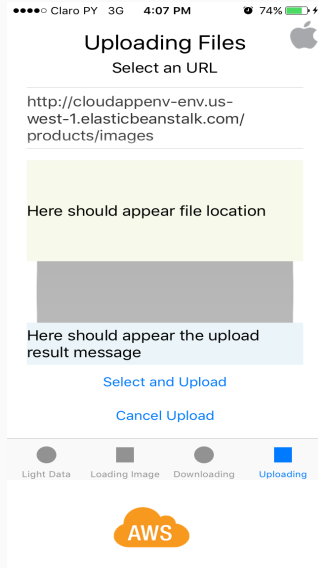 Claro PY 3G 4:07 PM 74%
Uploading Files
Select an URL
http://cloudappenv-env.us-
west-1.elasticbeanstalk.com/
products/images
Here should appear file location
Here should appear the upload
result message
Select and Upload
Cancel Upload
Light Data Loading Image Downloading Uploading
AWS